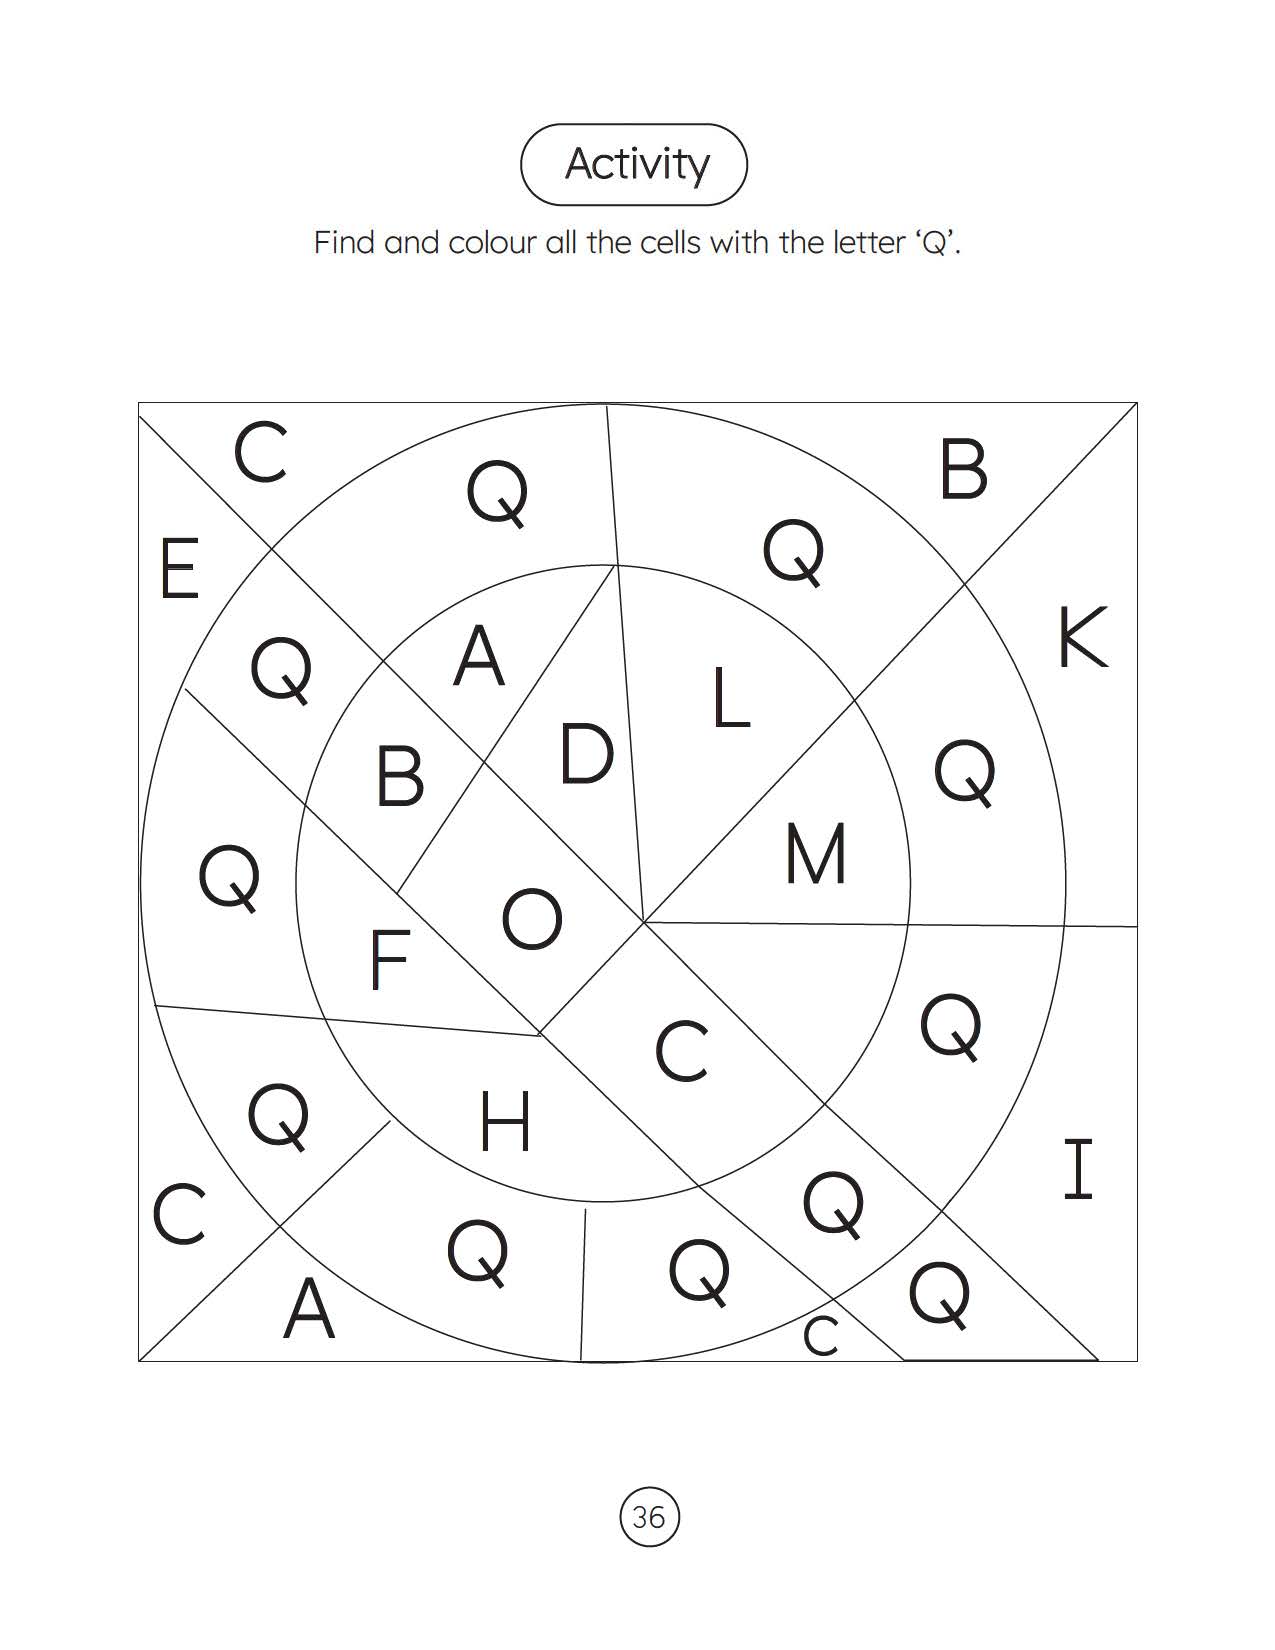 Activity
Find and colour all the cells with the letter ‘Q’.
C
Q
B
Q
E
K
Q
A
L
B
D
Q
M
Q
O
F
Q
C
Q
H
I
C
Q
Q
Q
Q
A
C
36